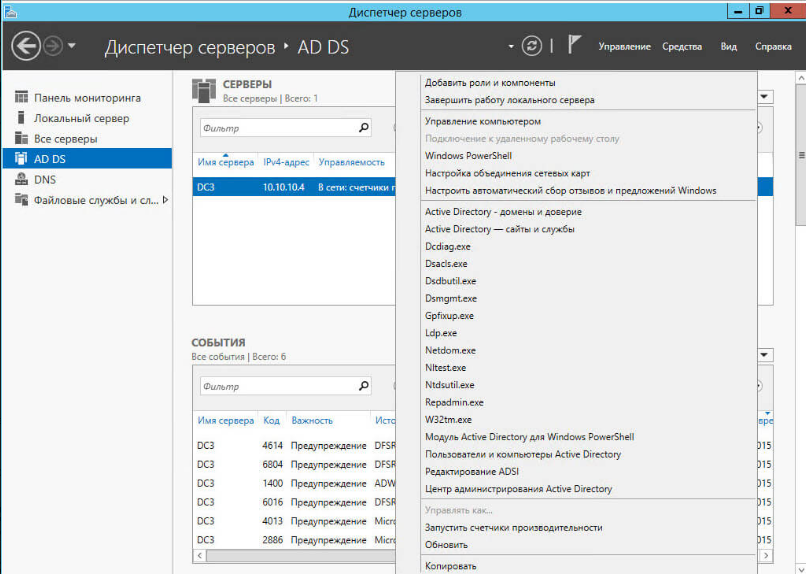 Диспетчер серверов
Диспетчер серверов ‣ AD DS
Управление Средства Вид Справка
Панель мониторинга
Локальный сервер
Все серверы
AD DS
DNS
Файловые службы и сл...
СЕРВЕРЫ
Все серверы | Всего: 1
Фильтр
Имя сервера IPv4-адрес Управляемость
DC3 10.10.10.4 В сети: счетчики
СОБЫТИЯ
Все события | Всего: 6
Фильтр
Имя сервера Код Важность
DC3 4614 Предупреждение DFSR
DC3 6804 Предупреждение DFSR
DC3 1400 Предупреждение ADW
DC3 6016 Предупреждение DFSR
DC3 4013 Предупреждение Micr
DC3 2886 Предупреждение Micr
Добавить роли и компоненты
Завершить работу локального сервера
Управление компьютером
Подключение к удаленному рабочему столу
Windows PowerShell
Настройка объединения сетевых карт
Настроить автоматический сбор отзывов и предложений Windows
Active Directory - домены и доверие
Active Directory — сайты и службы
Dcdiag.exe
Dsacls.exe
Dsdbutil.exe
Dsmgmt.exe
Gpfixup.exe
Ldp.exe
Netdom.exe
Nltest.exe
Ntdsutil.exe
Repadmin.exe
W32tm.exe
Модуль Active Directory для Windows PowerShell
Пользователи и компьютеры Active Directory
Редактирование ADSI
Центр администрирования Active Directory
Управлять как...
Запустить счетчики производительности
Обновить
Копировать